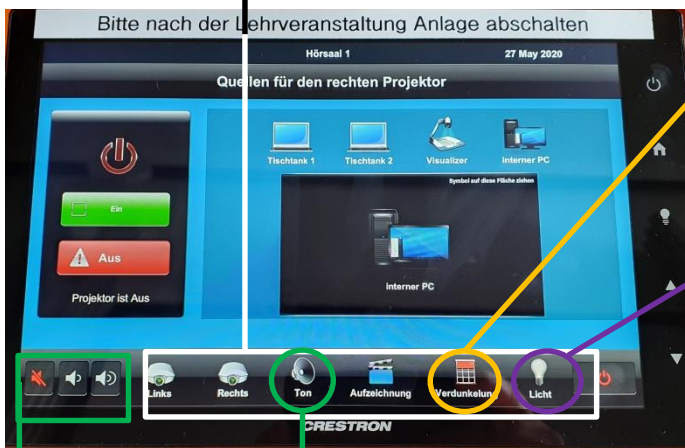 Bitte nach der Lehrveranstaltung Anlage abschalten
Hörsaal 1 27 May 2020
Quellen für den rechten Projektor
Tischtank 1 Tischtank 2 Visualizer Interner PC
Symbol auf diese Fläche ziehen
Ein
Aus
interner PC
Projektor ist Aus
Links Rechts Ton Aufzeichnung Verdunkelung Licht
CRESTRON